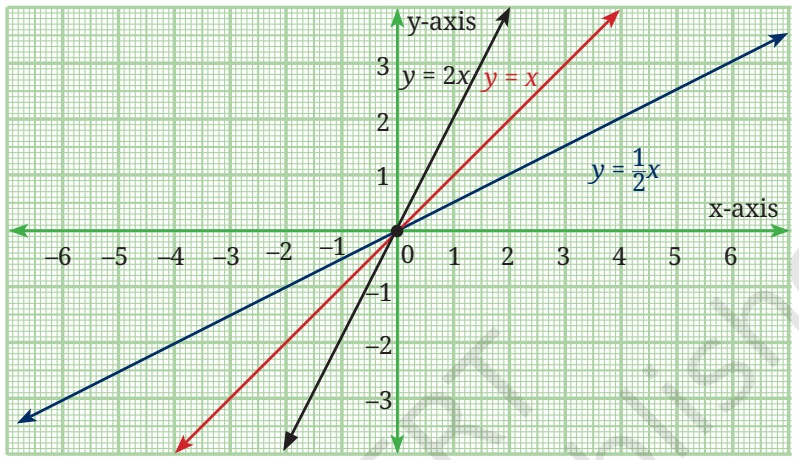 y-axis
3
y = 2x
y = x
2
1
y = 1/2 x
x-axis
–6 –5 –4 –3 –2 –1 0 1 2 3 4 5 6
–1
–2
–3